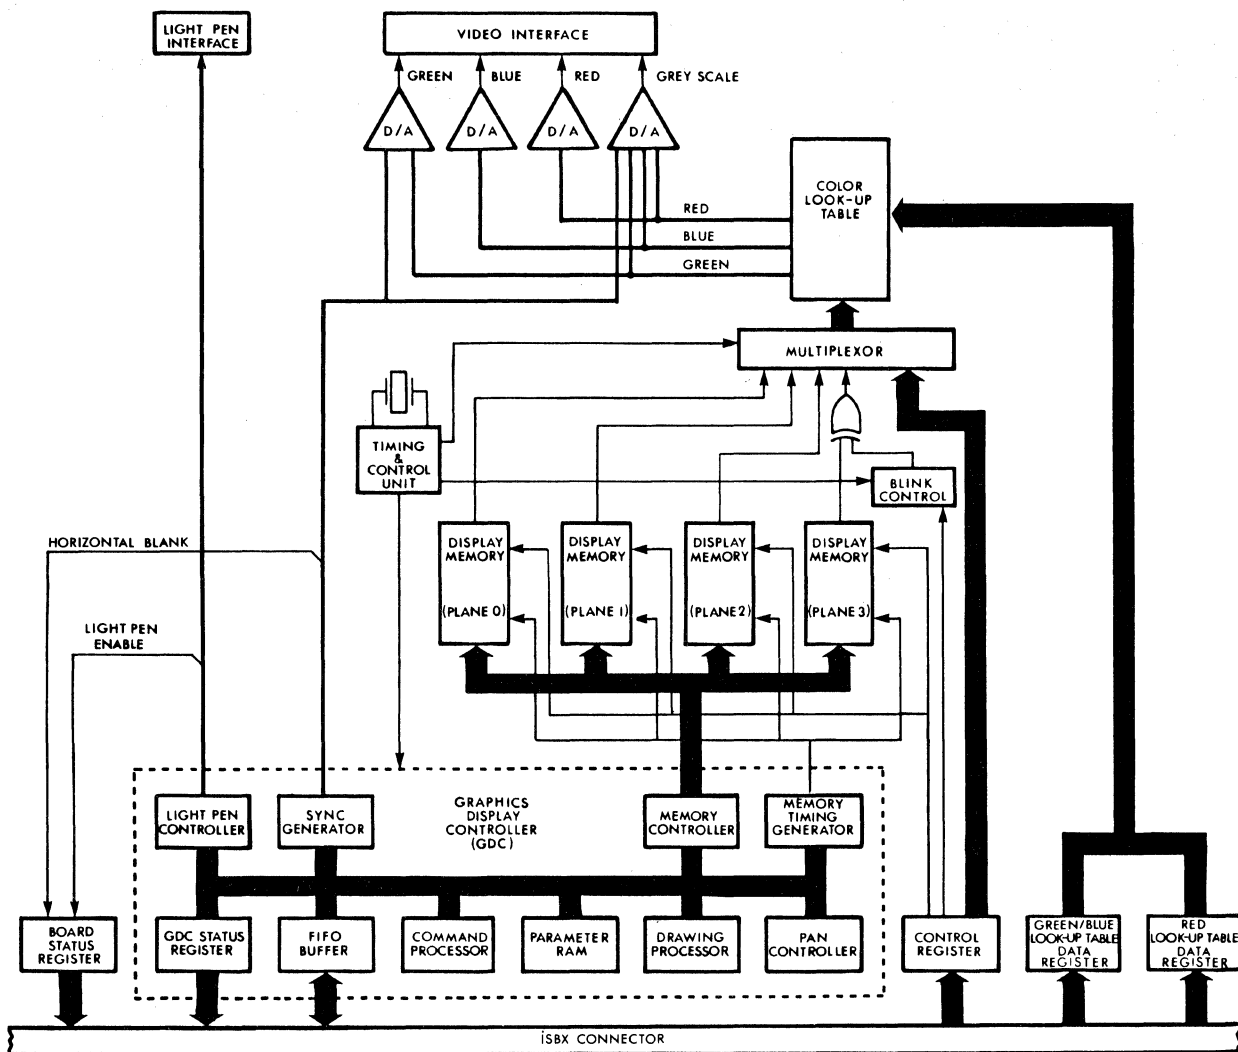 LIGHT PEN
INTERFACE
VIDEO INTERFACE
GREEN
BLUE
RED
GREY SCALE
D/A
D/A
D/A
D/A
COLOR
LOOK-UP
TABLE
RED
BLUE
GREEN
MULTIPLEXOR
TIMING
&
CONTROL
UNIT
BLINK
CONTROL
HORIZONTAL BLANK
DISPLAY
MEMORY
(PLANE 0)
DISPLAY
MEMORY
(PLANE 1)
DISPLAY
MEMORY
(PLANE 2)
DISPLAY
MEMORY
(PLANE 3)
LIGHT PEN
ENABLE
LIGHT PEN
CONTROLLER
SYNC
GENERATOR
GRAPHICS
DISPLAY
CONTROLLER
(GDC)
MEMORY
CONTROLLER
MEMORY
TIMING
GENERATOR
BOARD
STATUS
REGISTER
GDC STATUS
REGISTER
FIFO
BUFFER
COMMAND
PROCESSOR
PARAMETER
RAM
DRAWING
PROCESSOR
PAN
CONTROLLER
CONTROL
REGISTER
GREEN/BLUE
LOOK-UP TABLE
DATA
REGISTER
RED
LOOK-UP TABLE
DATA
REGISTER
iSBX CONNECTOR